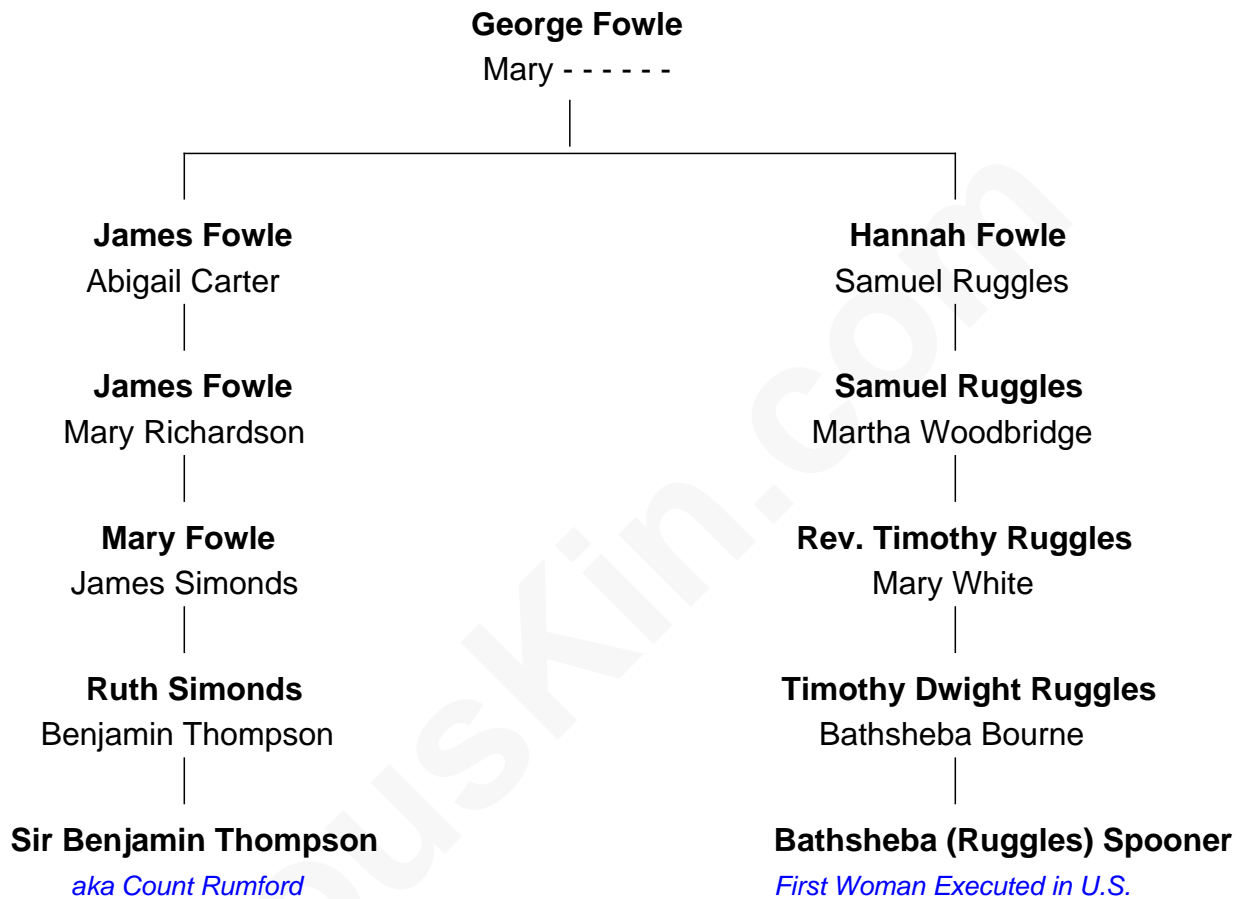 George Fowle
Mary - - - - - -
James Fowle
Abigail Carter
Hannah Fowle
Samuel Ruggles
James Fowle
Mary Richardson
Samuel Ruggles
Martha Woodbridge
Mary Fowle
James Simonds
Rev. Timothy Ruggles
Mary White
Ruth Simonds
Benjamin Thompson
Timothy Dwight Ruggles
Bathsheba Bourne
Sir Benjamin Thompson
aka Count Rumford
Bathsheba (Ruggles) Spooner
First Woman Executed in U.S.
ousKin.com